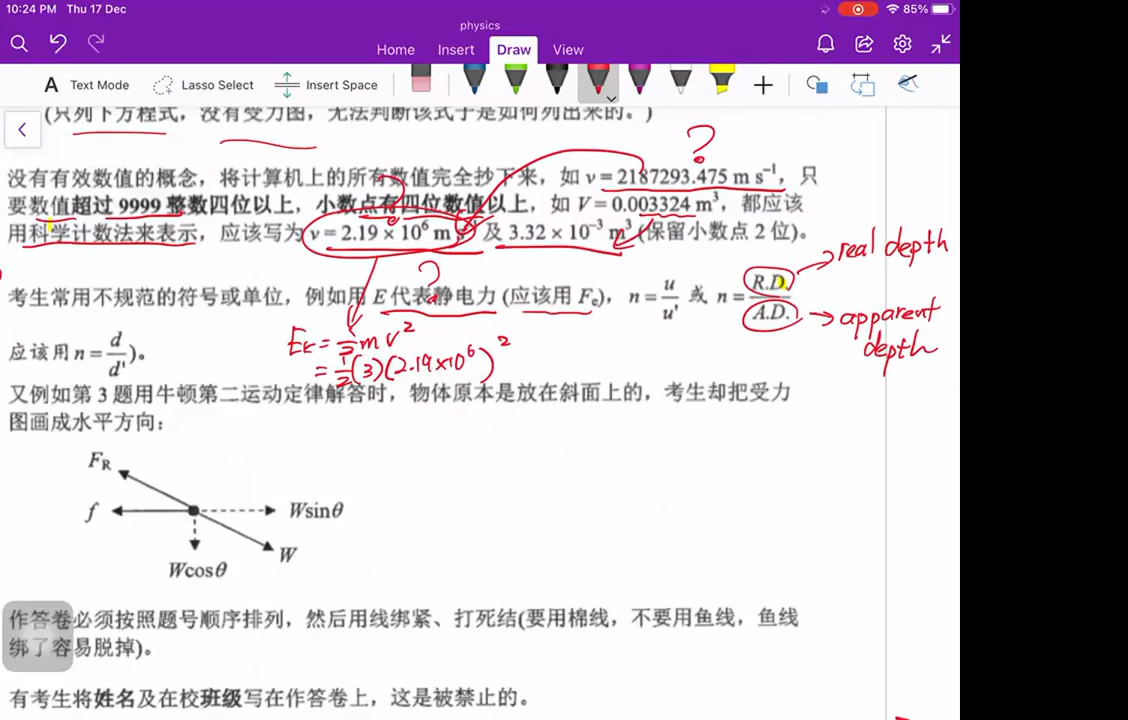 10:24 PM Thu 17 Dec
85%
physics
Home Insert Draw View
Text Mode Lasso Select Insert Space
(只列下方程式，没有受力图，无法判断该式子是如何列出来的。)
?
没有有效数值的概念，将计算机上的所有数值完全抄下来，如 v = 2187293.475 m s⁻¹，只
要数值超过 9999 整数四位以上，小数点有四位数值以上，如 V = 0.003324 m³，都应该
用科学计数法来表示，应该写为 v = 2.19 × 10⁶ m s 及 3.32 × 10⁻³ m³ (保留小数点 2 位)。
real depth
?
考生常用不规范的符号或单位，例如用 E 代表静电力 (应该用 Fₑ)，n = u/u' 或 n = R.D./A.D.
apparent depth
应该用 n = d/d')。
Eₖ = ½mv²
= ½(3)(2.19×10⁶)²
又例如第 3 题用牛顿第二运动定律解答时，物体原本是放在斜面上的，考生却把受力
图画成水平方向：
F_R
f Wsinθ
W
Wcosθ
作答卷必须按照题号顺序排列，然后用线绑紧、打死结(要用棉线，不要用鱼线，鱼线
绑了容易脱掉)。
有考生将姓名及在校班级写在作答卷上，这是被禁止的。